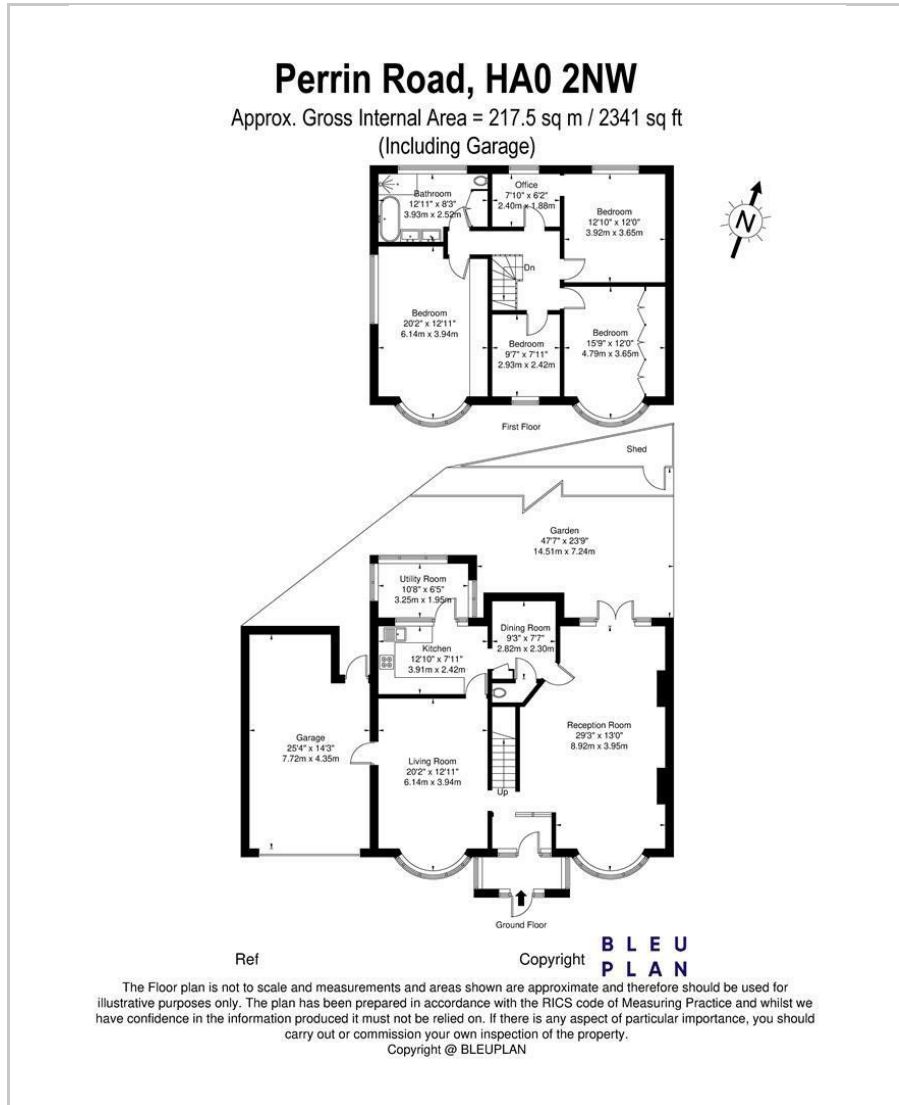 Perrin Road, HA0 2NW
Approx. Gross Internal Area = 217.5 sq m / 2341 sq ft
(Including Garage)
Bathroom
12'11" x 8'3"
3.93m x 2.52m
Office
7'10" x 6'2"
2.40m x 1.88m
Bedroom
12'10" x 12'0"
3.92m x 3.65m
N
Dn
Bedroom
20'2" x 12'11"
6.14m x 3.94m
Bedroom
9'7" x 7'11"
2.93m x 2.42m
Bedroom
15'9" x 12'0"
4.79m x 3.65m
First Floor
Shed
Garden
47'7" x 23'9"
14.51m x 7.24m
Utility Room
10'8" x 6'5"
3.25m x 1.95m
Dining Room
9'3" x 7'7"
2.82m x 2.30m
Kitchen
12'10" x 7'11"
3.91m x 2.42m
Reception Room
29'3" x 13'0"
8.92m x 3.95m
Garage
25'4" x 14'3"
7.72m x 4.35m
Living Room
20'2" x 12'11"
6.14m x 3.94m
Up
Ground Floor
Ref
Copyright
BLEU
PLAN
The Floor plan is not to scale and measurements and areas shown are approximate and therefore should be used for
illustrative purposes only. The plan has been prepared in accordance with the RICS code of Measuring Practice and whilst we
have confidence in the information produced it must not be relied on. If there is any aspect of particular importance, you should
carry out or commission your own inspection of the property.
Copyright @ BLEUPLAN